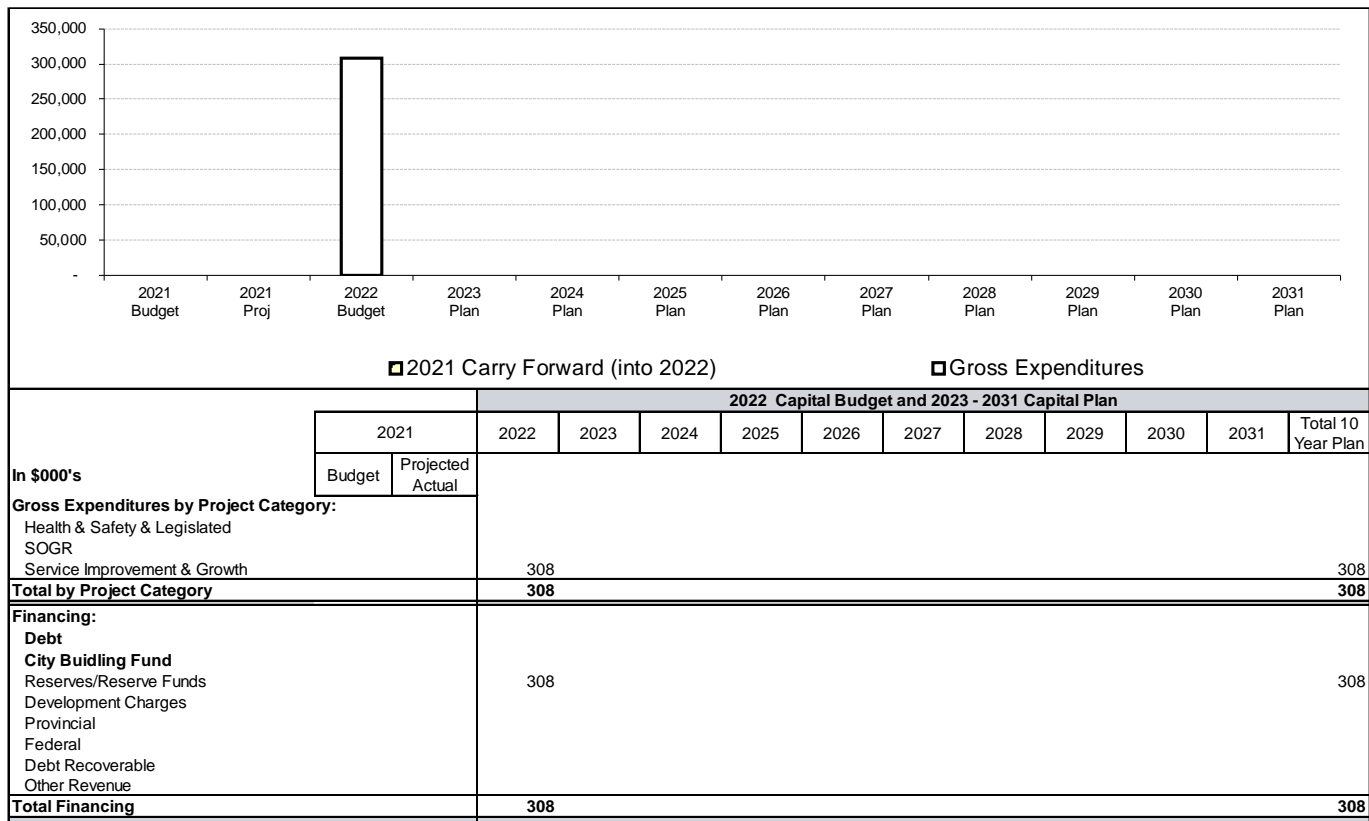 350,000
300,000
250,000
200,000
150,000
100,000
50,000
-
2021 Budget
2021 Proj
2022 Budget
2023 Plan
2024 Plan
2025 Plan
2026 Plan
2027 Plan
2028 Plan
2029 Plan
2030 Plan
2031 Plan
2021 Carry Forward (into 2022) Gross Expenditures
2022 Capital Budget and 2023 - 2031 Capital Plan
2021 2022 2023 2024 2025 2026 2027 2028 2029 2030 2031 Total 10 Year Plan
In $000's Budget Projected Actual
Gross Expenditures by Project Category:
Health & Safety & Legislated
SOGR
Service Improvement & Growth 308 308
Total by Project Category 308 308
Financing:
Debt
City Buidling Fund
Reserves/Reserve Funds 308 308
Development Charges
Provincial
Federal
Debt Recoverable
Other Revenue
Total Financing 308 308